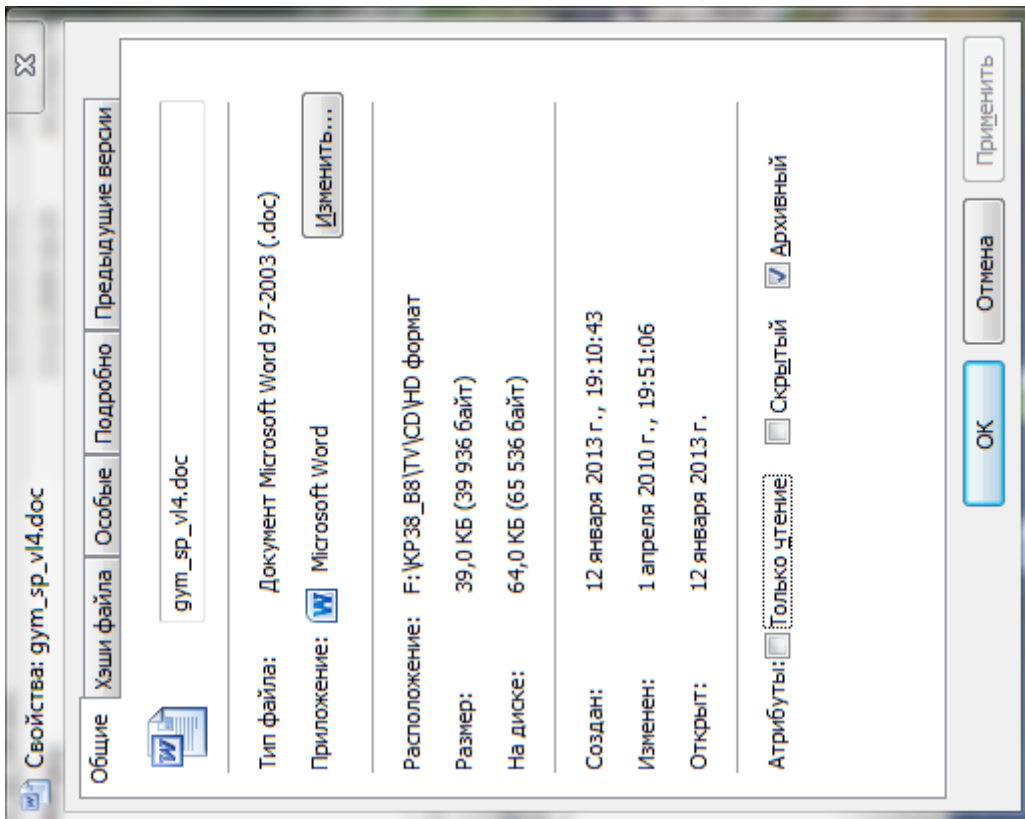 Свойства: gym_sp_vl4.doc
Общие Хэши файла Особые Подробно Предыдущие версии
gym_sp_vl4.doc
Тип файла: Документ Microsoft Word 97-2003 (.doc)
Приложение: Microsoft Word Изменить...
Расположение: F:\KP38_B8\TV\CD\HD формат
Размер: 39,0 КБ (39 936 байт)
На диске: 64,0 КБ (65 536 байт)
Создан: 12 января 2013 г., 19:10:43
Изменен: 1 апреля 2010 г., 19:51:06
Открыт: 12 января 2013 г.
Атрибуты: Только чтение Скрытый Архивный
ОК Отмена Применить